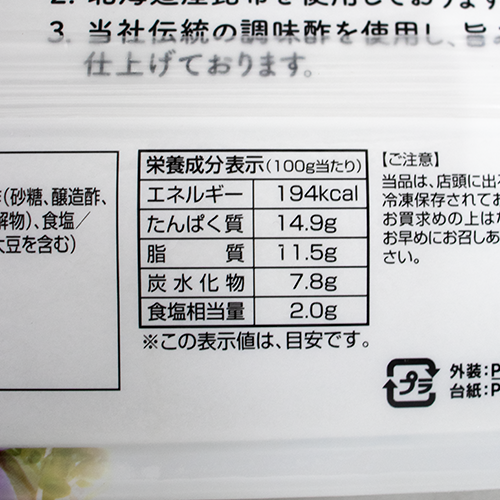 2. 北海道産昆布を使用しております
3. 当社伝統の調味酢を使用し、旨
仕上げております。
(砂糖、醸造酢、
解物)、食塩/
大豆を含む)
栄養成分表示(100g当たり)
エネルギー 194kcal
たんぱく質 14.9g
脂質 11.5g
炭水化物 7.8g
食塩相当量 2.0g
※この表示値は、目安です。
【ご注意】
当品は、店頭に出
冷凍保存されてお
お買求めの上は
お早めにお召しあ
さい。
プラ
外装:P
台紙:P